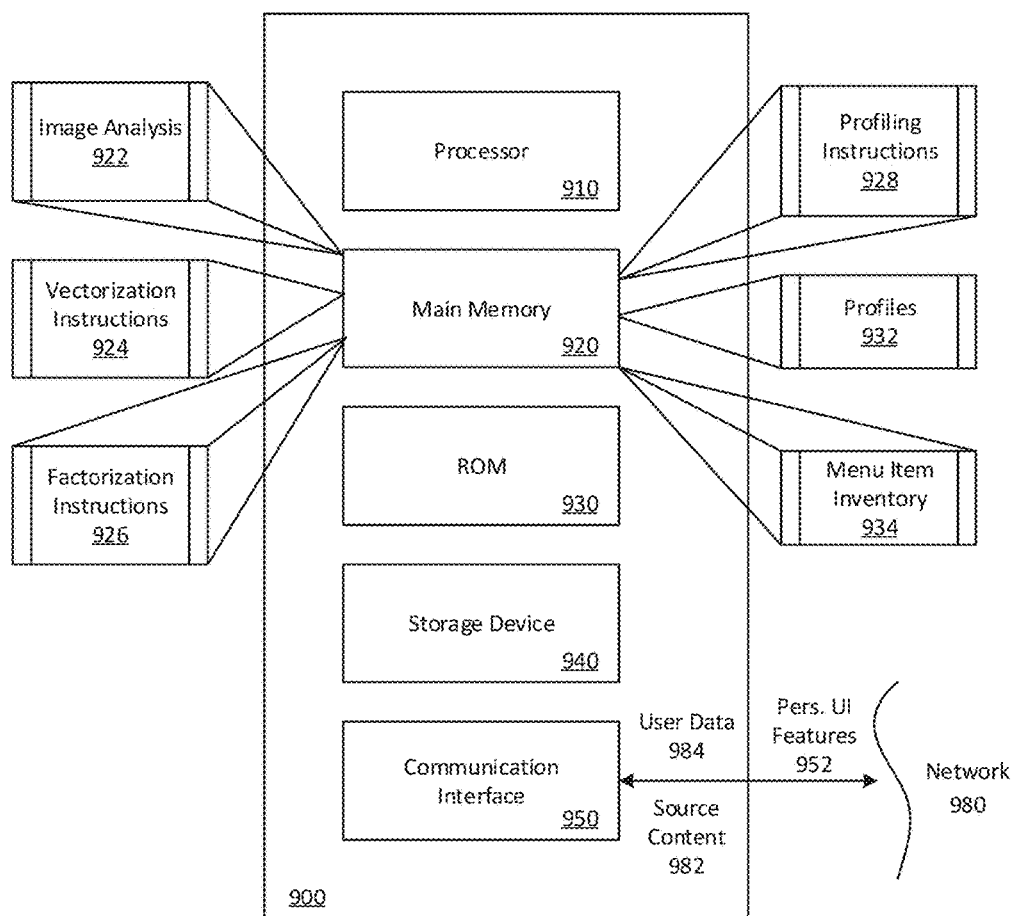 Image Analysis
922
Vectorization
Instructions
924
Factorization
Instructions
926
Processor
910
Main Memory
920
ROM
930
Storage Device
940
Communication
Interface
950
900
Profiling
Instructions
928
Profiles
932
Menu Item
Inventory
934
User Data
984
Pers. UI
Features
952
Source
Content
982
Network
980